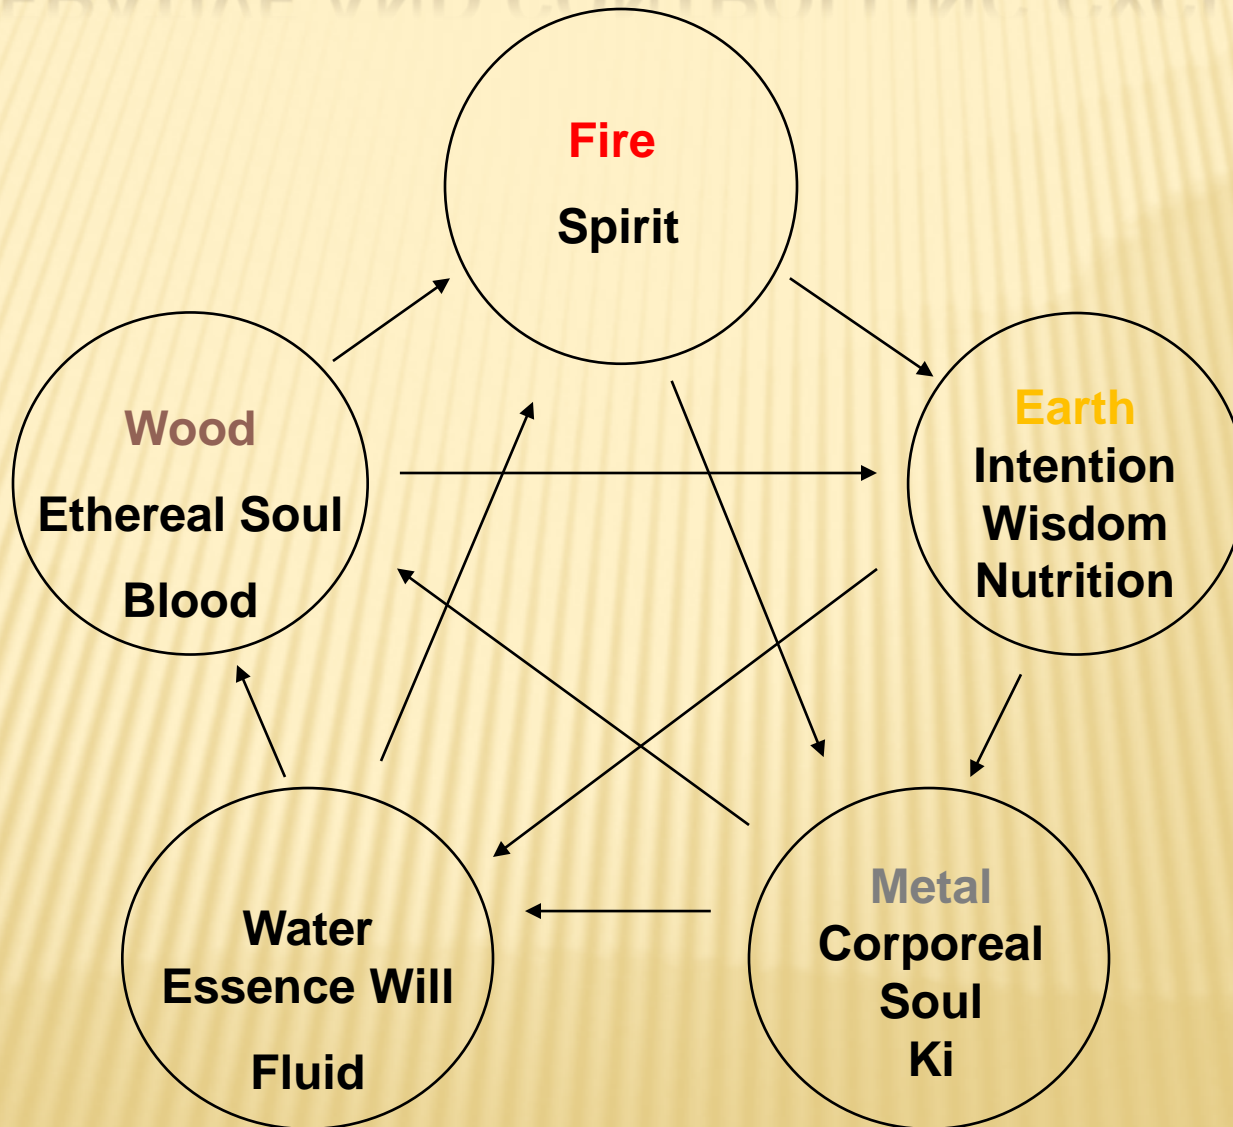 Fire
Spirit
Wood
Ethereal Soul
Blood
Earth
Intention
Wisdom
Nutrition
Water
Essence Will
Fluid
Metal
Corporeal
Soul
Ki